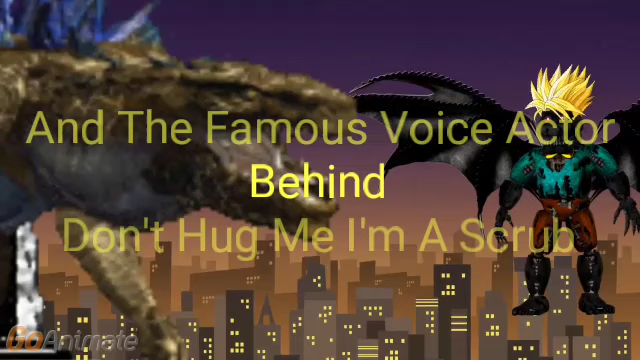 And The Famous Voice Actor
Behind
Don't Hug Me I'm A Scrub
GoAnimate